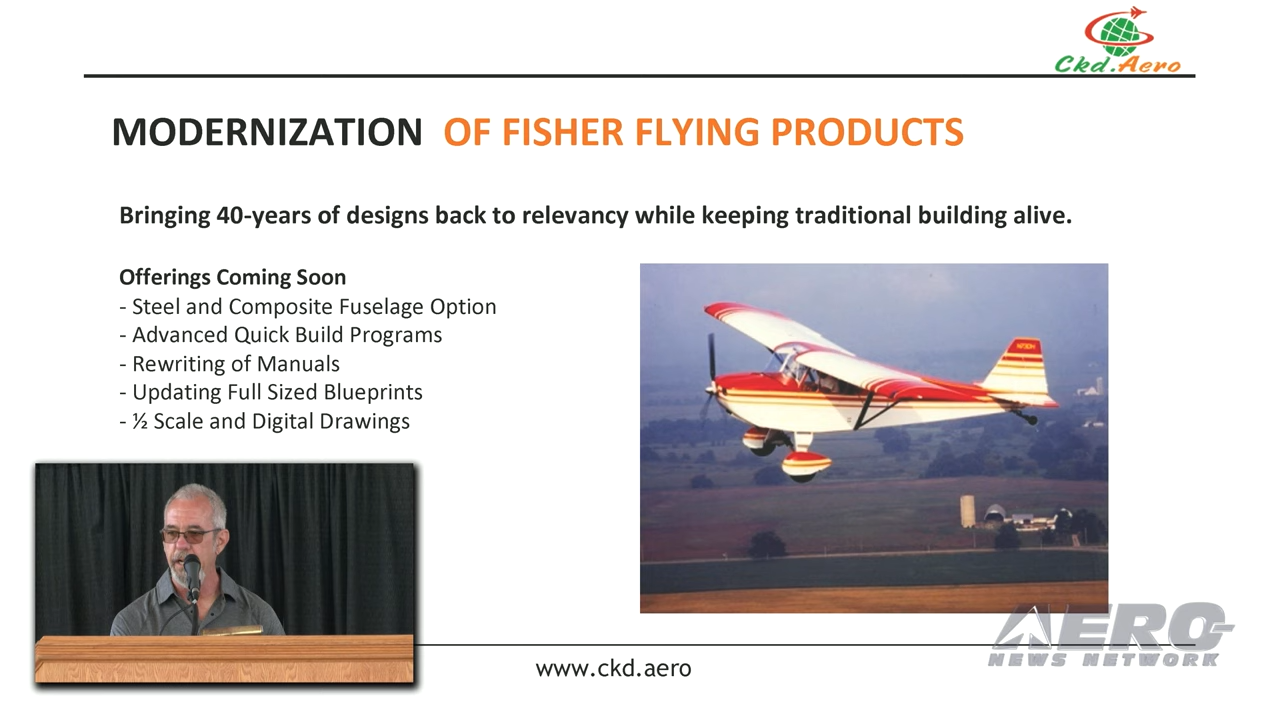 Ckd.Aero
MODERNIZATION OF FISHER FLYING PRODUCTS
Bringing 40-years of designs back to relevancy while keeping traditional building alive.
Offerings Coming Soon
- Steel and Composite Fuselage Option
- Advanced Quick Build Programs
- Rewriting of Manuals
- Updating Full Sized Blueprints
- ½ Scale and Digital Drawings
www.ckd.aero
AERO
NEWS NETWORK